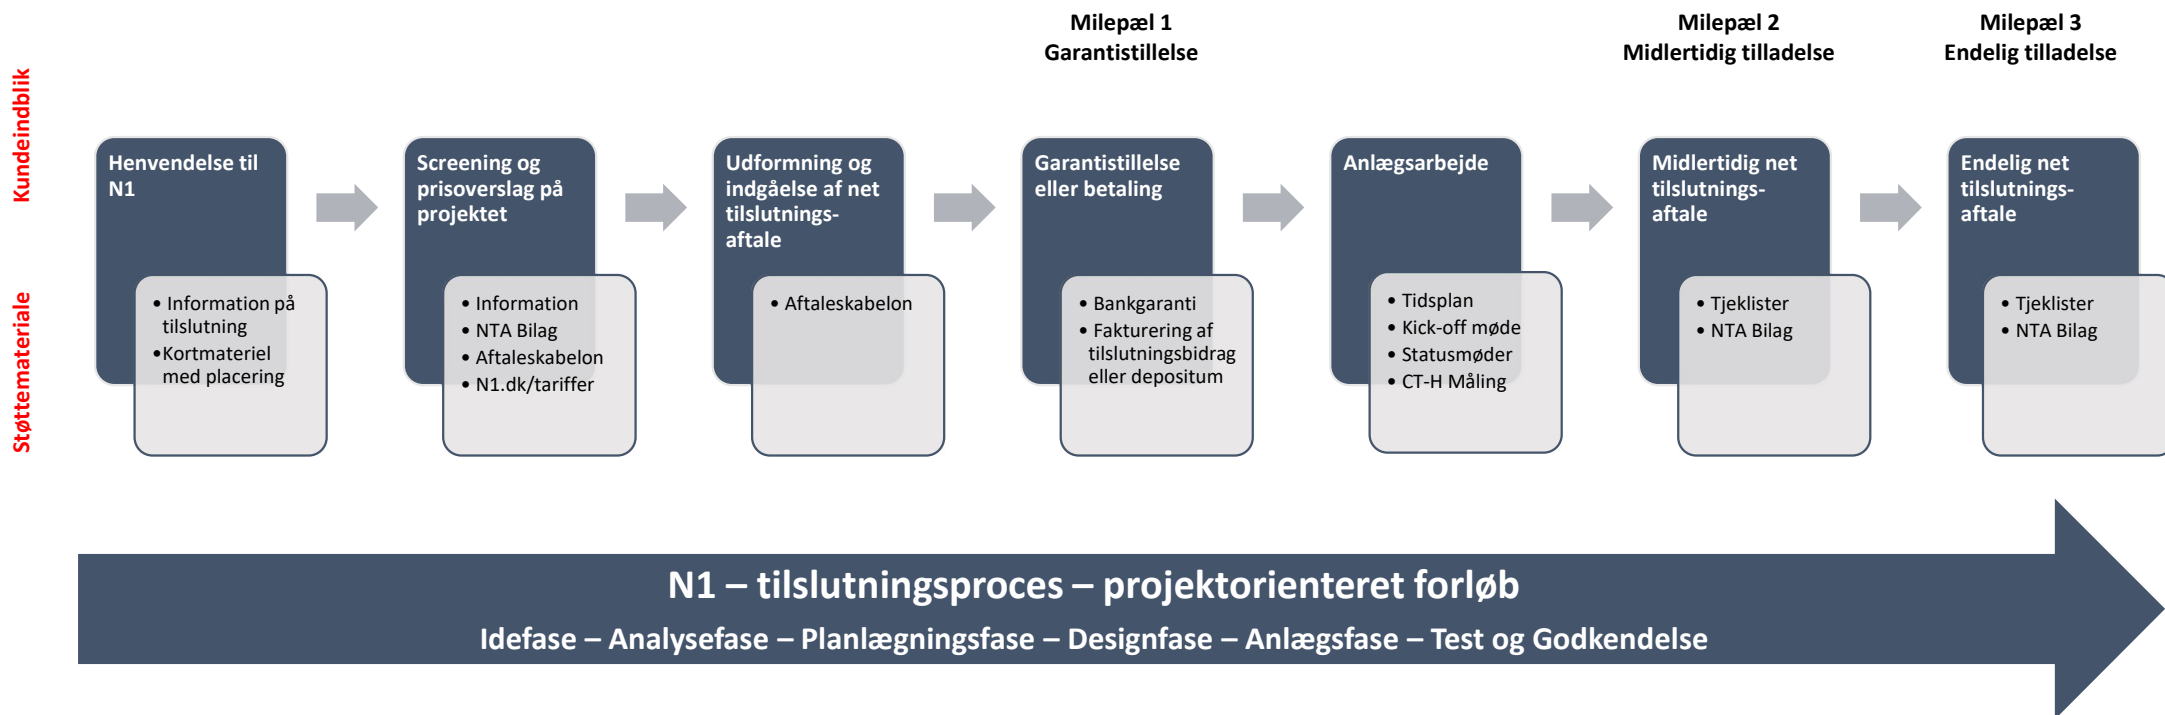 Milepæl 1
Garantistillelse
Milepæl 2
Midlertidig tilladelse
Milepæl 3
Endelig tilladelse
Kundeindblik
Henvendelse til
N1
Screening og
prisoverslag på
projektet
Udformning og
indgåelse af net
tilslutnings-
aftale
Garantistillelse
eller betaling
Anlægsarbejde
Midlertidig net
tilslutnings-
aftale
Endelig net
tilslutnings-
aftale
Støttemateriale
• Information på
tilslutning
•Kortmateriel
med placering
• Information
• NTA Bilag
• Aftaleskabelon
• N1.dk/tariffer
• Aftaleskabelon
• Bankgaranti
• Fakturering af
tilslutningsbidrag
eller depositum
• Tidsplan
• Kick-off møde
• Statusmøder
• CT-H Måling
• Tjeklister
• NTA Bilag
• Tjeklister
• NTA Bilag
N1 – tilslutningsproces – projektorienteret forløb
Idefase – Analysefase – Planlægningsfase – Designfase – Anlægsfase – Test og Godkendelse